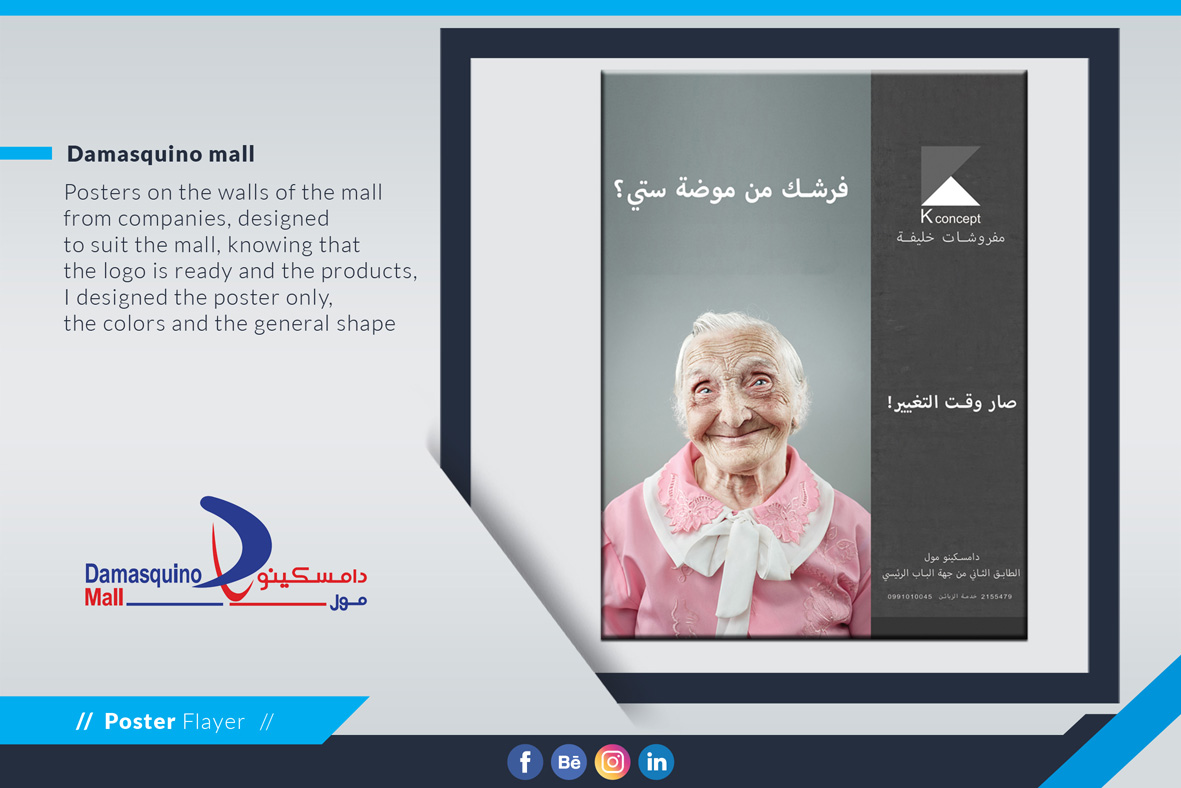 Damasquino mall
Posters on the walls of the mall
from companies, designed
to suit the mall, knowing that
the logo is ready and the products,
I designed the poster only,
the colors and the general shape
فرشك من موضة ستي؟
K concept
مفروشات خليفة
صار وقت التغيير!
دامسكينو مول
الطابق الثاني من جهة الباب الرئيسي
2155479 خدمة الزبائن 0991010045
Damasquino
Mall
دامسكينو
مول
// Poster Flayer //
f
Bē
in